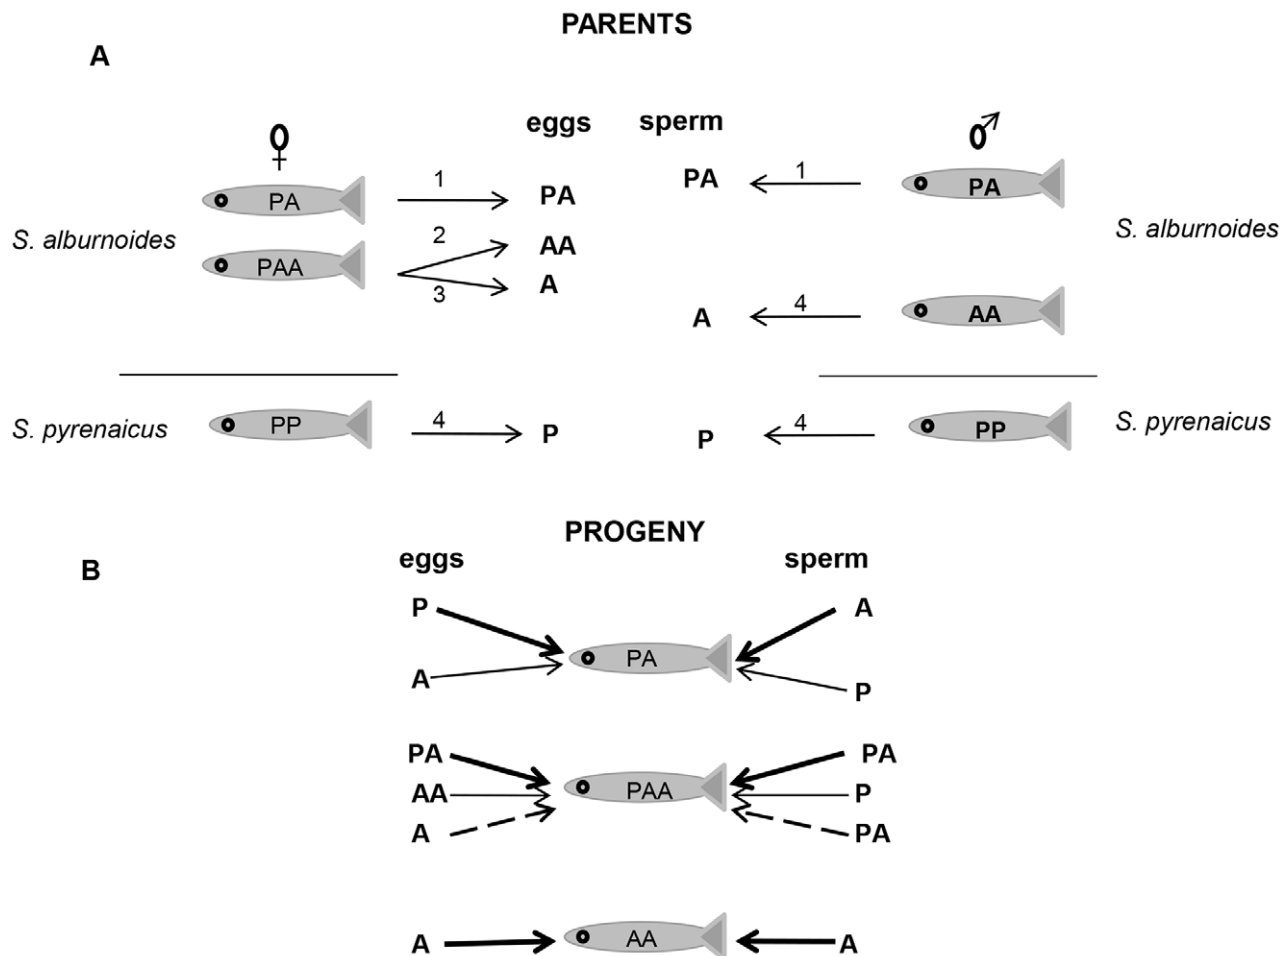 PARENTS
A
eggs sperm
PA 1 PA PA 1 PA
S. alburnoides 2 AA S. alburnoides
PAA 3 A A 4 AA
S. pyrenaicus PP 4 P P 4 PP S. pyrenaicus
PROGENY
B eggs sperm
P A
PA
A P
PA PA
AA PAA P
A PA
A AA A